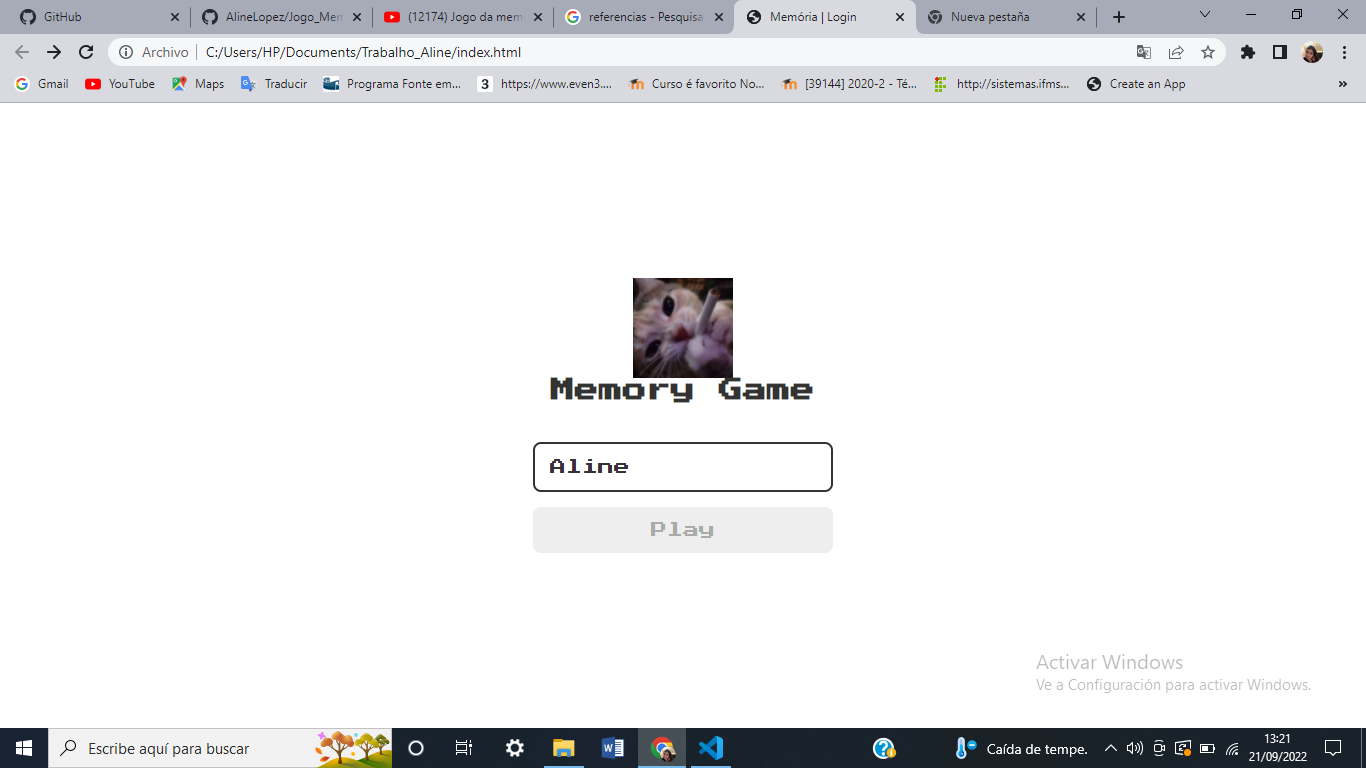 GitHub
AlineLopez/Jogo_Mem
(12174) Jogo da mem
referencias - Pesquisa
Memória | Login
Nueva pestaña
Archivo
C:/Users/HP/Documents/Trabalho_Aline/index.html
Gmail
YouTube
Maps
Traducir
Programa Fonte em...
3 https://www.even3....
Curso é favorito No...
[39144] 2020-2 - Té...
http://sistemas.ifms...
Create an App
»
Memory Game
Aline
Play
Activar Windows
Ve a Configuración para activar Windows.
Escribe aquí para buscar
Caída de tempe.
13:21
21/09/2022